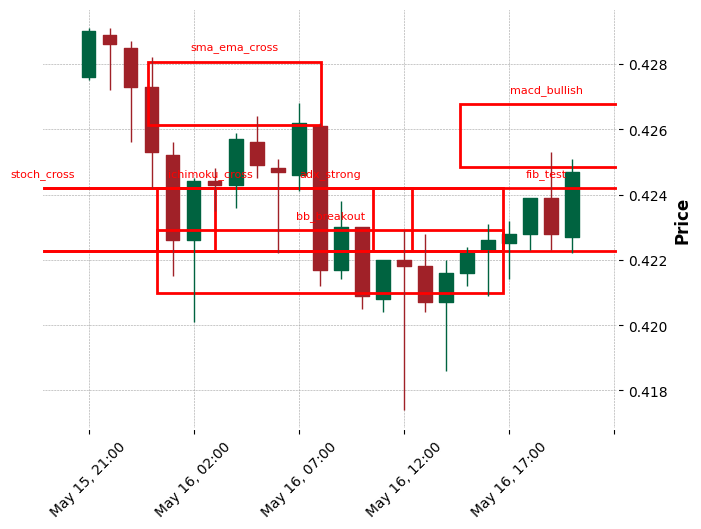 sma_ema_cross
0.428
macd_bullish
0.426
stoch_cross
ichimoku_cross
adx_strong
fib_test
0.424
bb_breakout
Price
0.422
0.420
0.418
May 15, 21:00
May 16, 02:00
May 16, 07:00
May 16, 12:00
May 16, 17:00